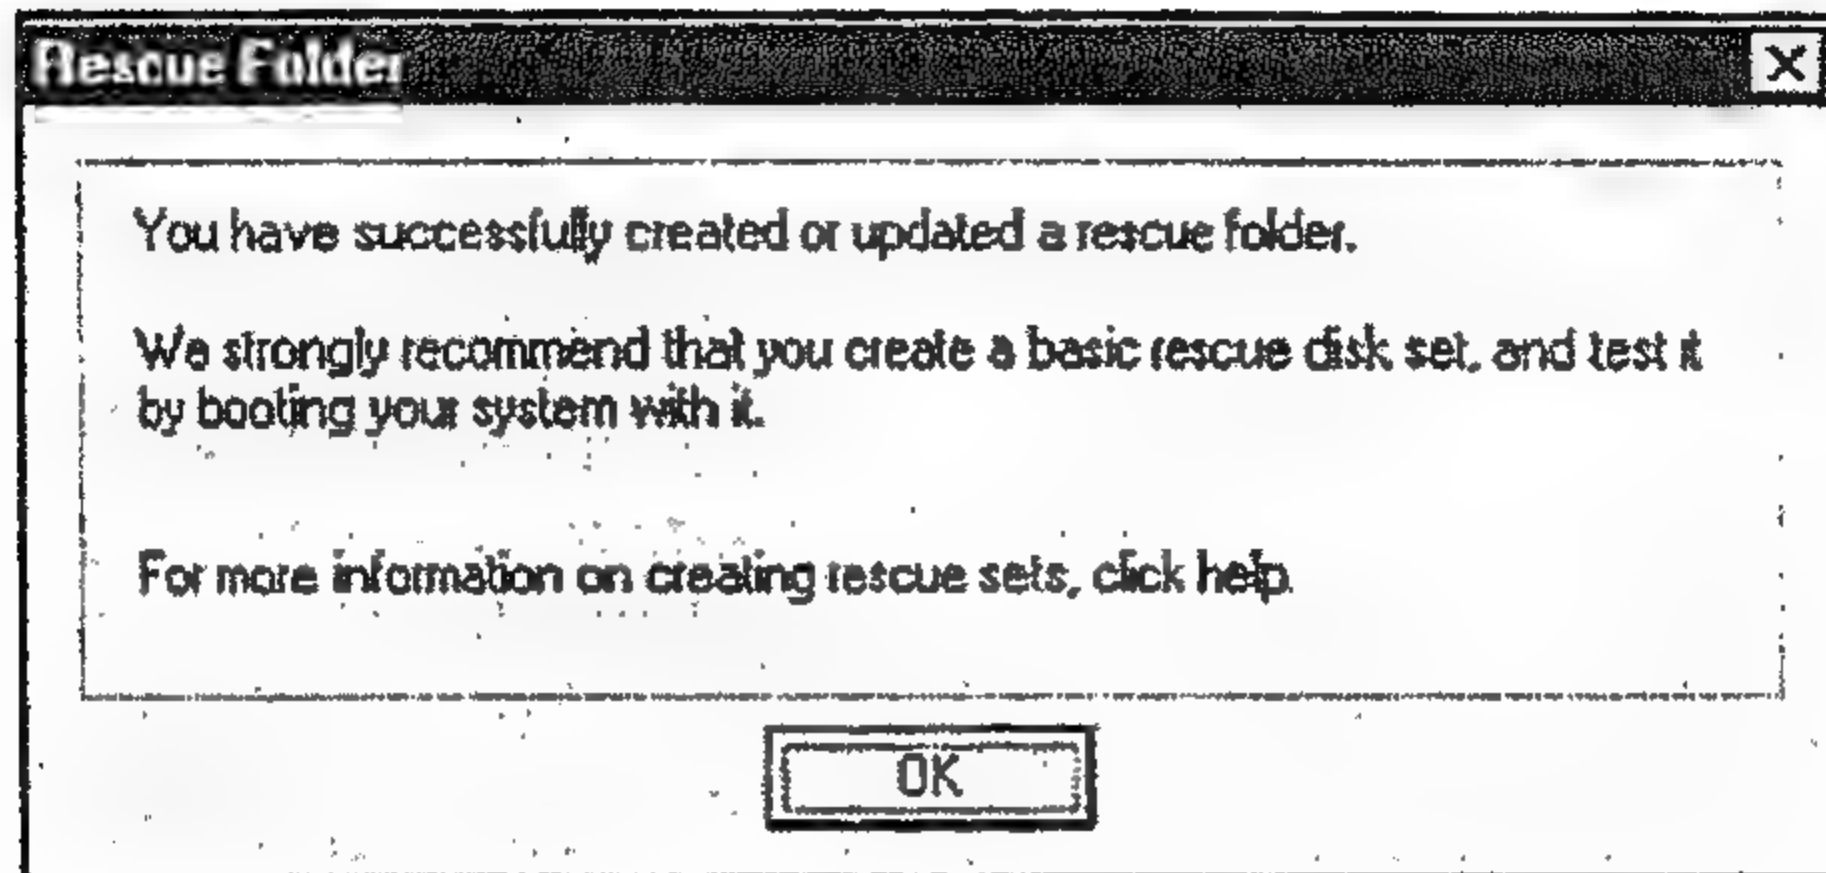 Rescue Folder
You have successfully created or updated a rescue folder.
We strongly recommend that you create a basic rescue disk set, and test it
by booting your system with it.
For more information on creating rescue sets, click help.
OK